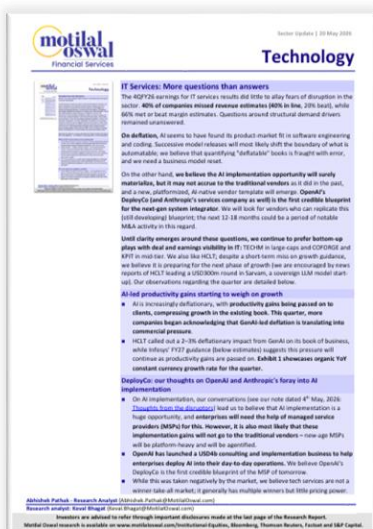 motilal
oswal
Financial Services
Sector Update | 20 May 2026
Technology
IT Services: More questions than answers
The 4QFY26 earnings for IT services results did little to allay fears of disruption in the
sector. 40% of companies missed revenue estimates (40% in line, 20% beat), while
66% met or beat margin estimates. Questions around structural demand drivers
remained unanswered.
On deflation, AI seems to have found its product-market fit in software engineering
and coding. Successive model releases will most likely shift the boundary of what is
automatable; we believe that quantifying "deflatable" books is fraught with error,
and we need a business model reset.
On the other hand, we believe the AI implementation opportunity will surely
materialize, but it may not accrue to the traditional vendors as it did in the past,
and a new, platformized, AI-native vendor template will emerge. OpenAI's
DeployCo (and Anthropic's services company as well) is the first credible blueprint
for the next-gen system integrator. We will look for vendors who can replicate this
(still developing) blueprint; the next 12-18 months could be a period of notable
M&A activity in this regard.
Until clarity emerges around these questions, we continue to prefer bottom-up
plays with deal and earnings visibility in IT: TECHM in large-caps and COFORGE and
KPIT in mid-tier. We also like HCLT; despite a short-term miss on growth guidance,
we believe it is preparing for the next phase of growth (we are encouraged by news
reports of HCLT leading a USD300m round in Sarvam, a sovereign LLM model start-
up). Our observations regarding the quarter are detailed below.
AI-led productivity gains starting to weigh on growth
AI is increasingly deflationary, with productivity gains being passed on to
clients, compressing growth in the existing book. This quarter, more
companies began acknowledging that GenAI-led deflation is translating into
commercial pressure.
HCLT called out a 2–3% deflationary impact from GenAI on its book of business,
while Infosys' FY27 guidance (below estimates) suggests this pressure will
continue as productivity gains are passed on. Exhibit 1 showcases organic YoY
constant currency growth rate for the quarter.
DeployCo: our thoughts on OpenAI and Anthropic's foray into AI
implementation
On AI implementation, our conversations (see our note dated 4th May, 2026:
Thoughts from the disruptors) lead us to believe that AI implementation is a
huge opportunity, and enterprises will need the help of managed service
providers (MSPs) for this. However, it is also likely that these implementation
gains will not go to the traditional vendors – new-age MSPs
will be platform-heavy and will be agentified.
OpenAI has launched a USD4b consulting and implementation business to help
enterprises deploy AI into their day-to-day operations. We believe OpenAI's
DeployCo is the first credible blueprint of the MSP of tomorrow.
While this was taken negatively by the market, we believe tech services are not a
winner-take-all market; it generally has multiple winners but little pricing power.
Abhishek Pathak - Research Analyst (Abhishek.Pathak@MotilalOswal.com)
Research analyst: Keval Bhagat (Keval.Bhagat@MotilalOswal.com)
Investors are advised to refer through important disclosures made at the last page of the Research Report.
Motilal Oswal research is available on www.motilaloswal.com/Institutional-Equities, Bloomberg, Thomson Reuters, Factset and S&P Capital.